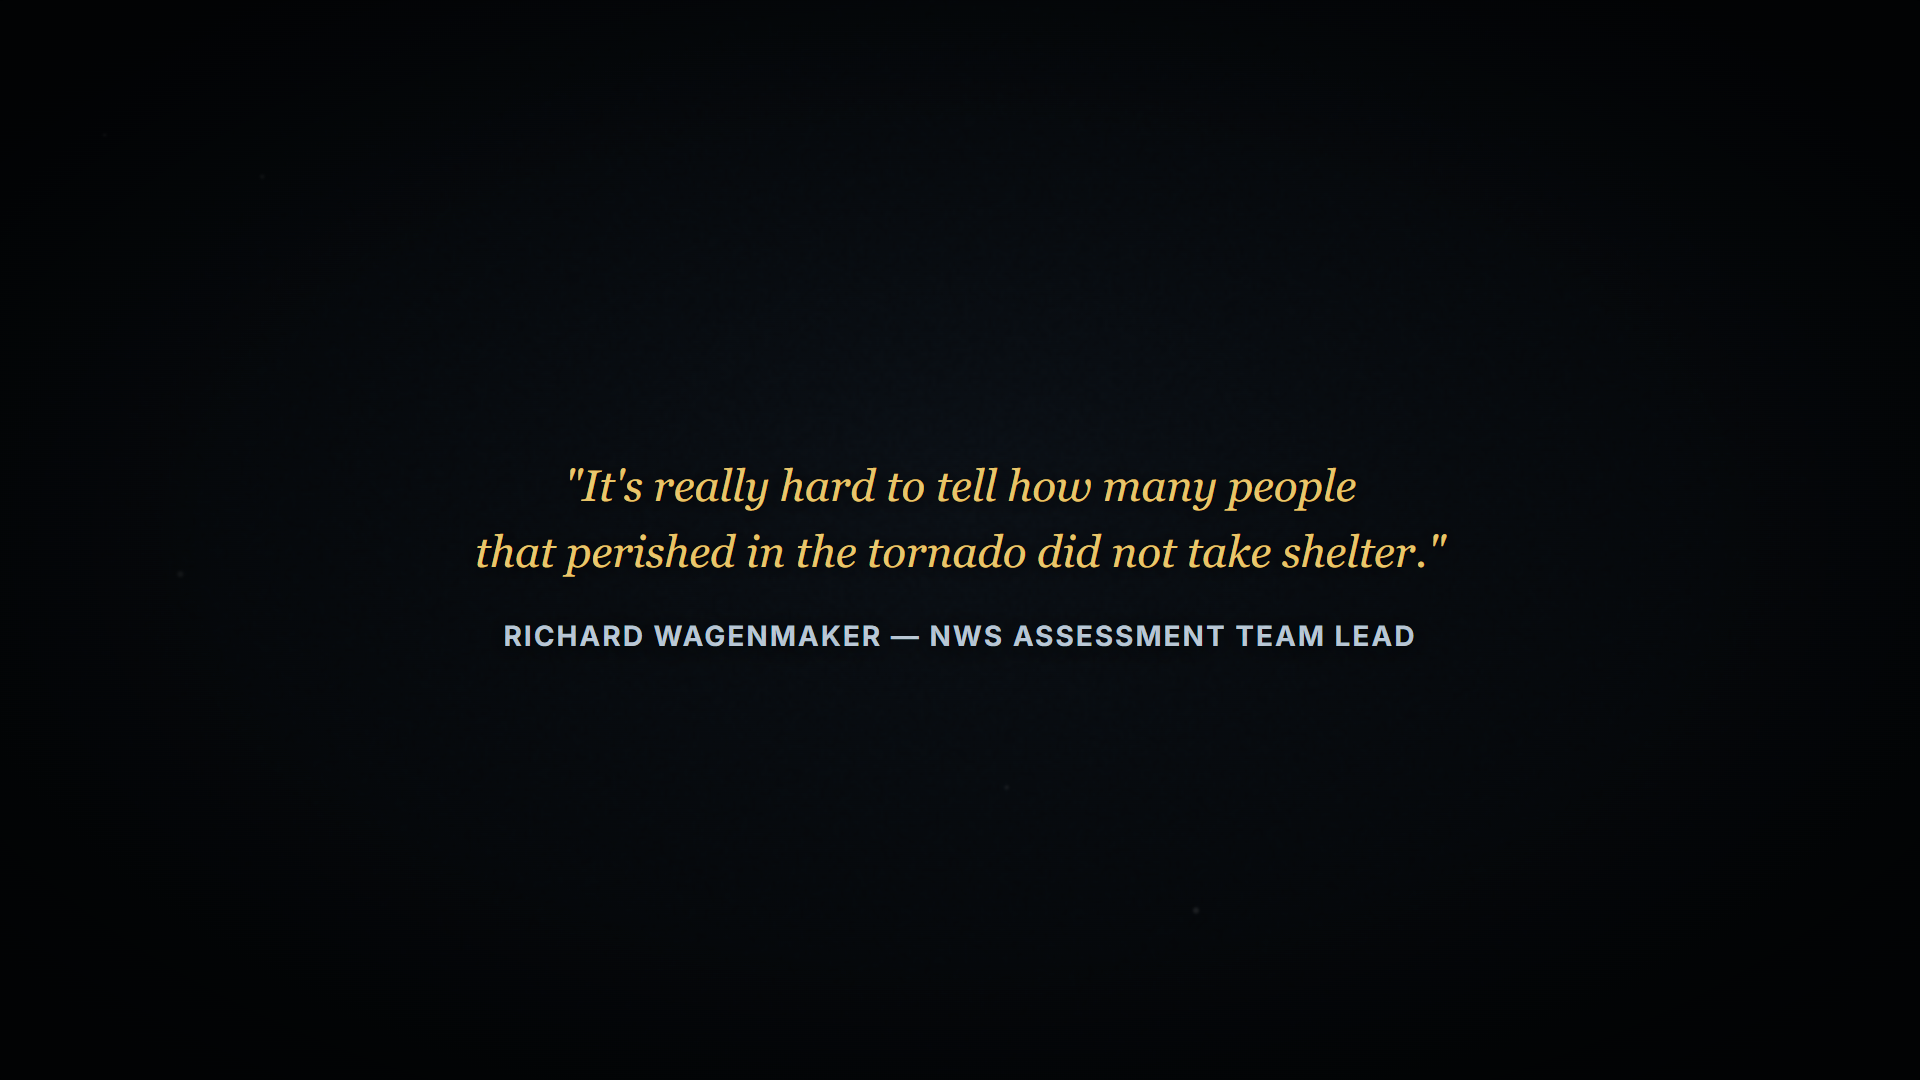 "It's really hard to tell how many people
that perished in the tornado did not take shelter."
RICHARD WAGENMAKER — NWS ASSESSMENT TEAM LEAD